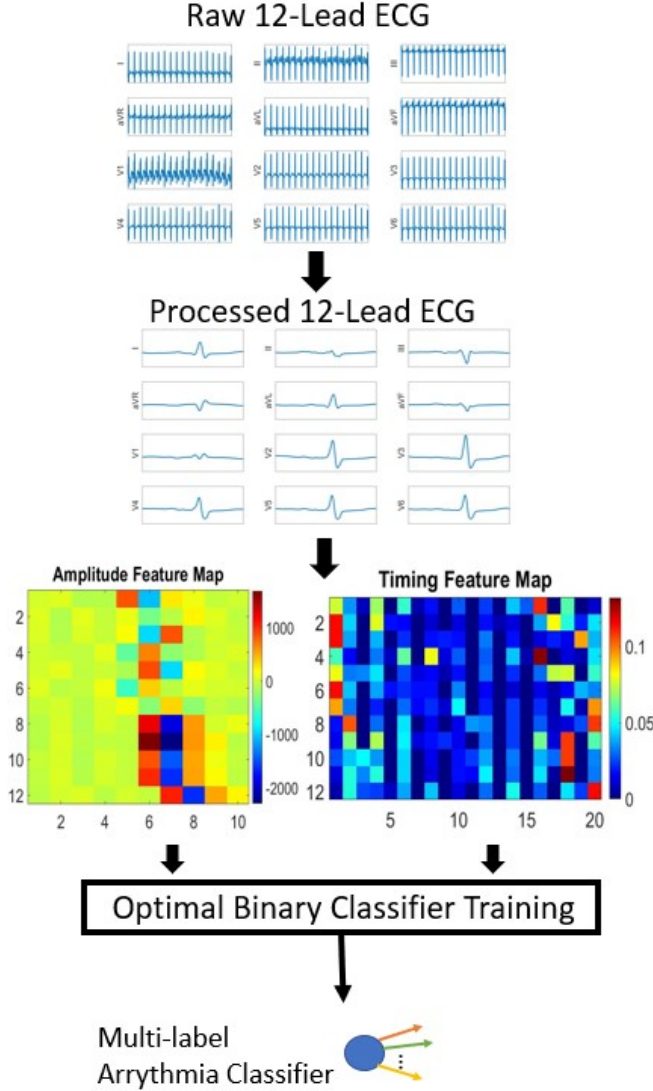 Raw 12-Lead ECG
I
II
III
aVR
aVL
aVF
V1
V2
V3
V4
V5
V6
Processed 12-Lead ECG
I
II
III
aVR
aVL
aVF
V1
V2
V3
V4
V5
V6
Amplitude Feature Map
2
4
6
8
10
12
2 4 6 8 10
1000
0
-1000
-2000
Timing Feature Map
2
4
6
8
10
12
5 10 15 20
0.1
0.05
0
Optimal Binary Classifier Training
Multi-label
Arrythmia Classifier